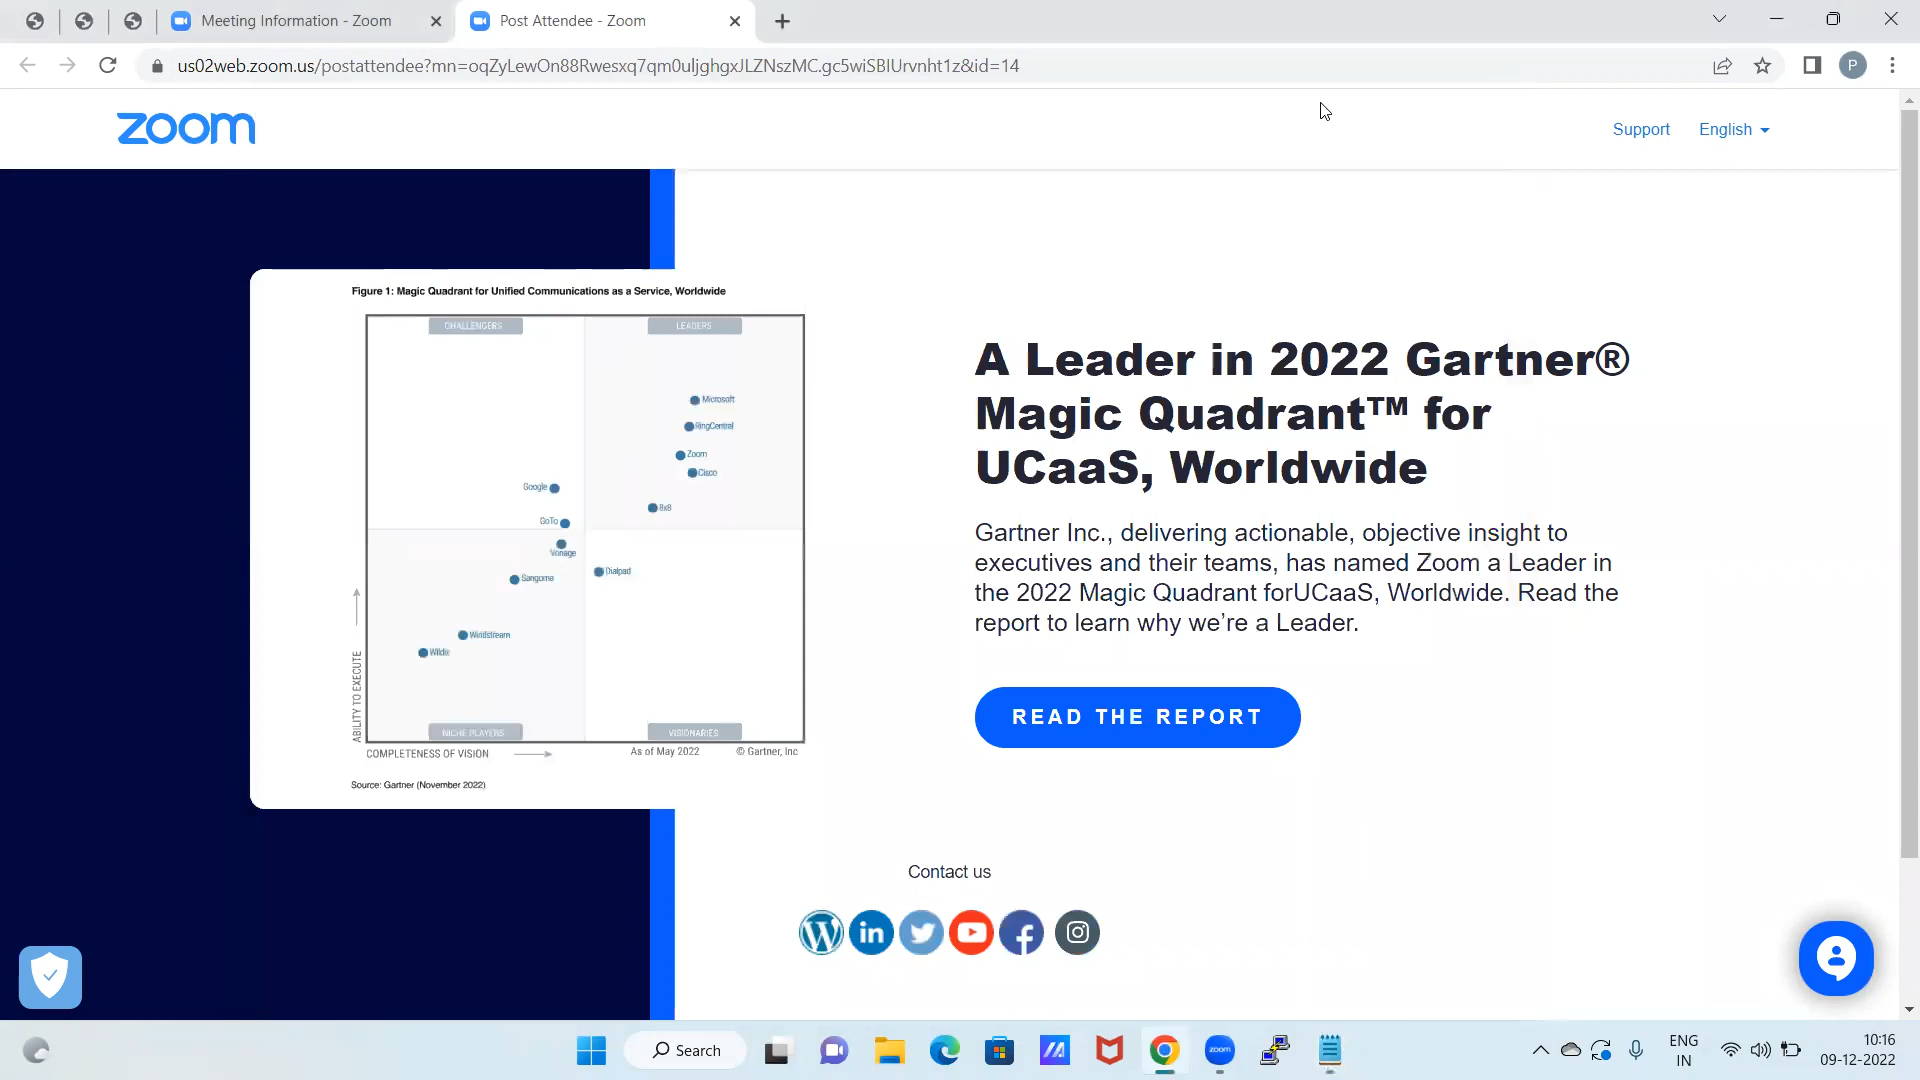 Meeting Information - Zoom
Post Attendee - Zoom
us02web.zoom.us/postattendee?mn=oqZyLewOn88Rwesxq7qm0uljghgxJLZNszMC.gc5wiSBlUrvnht1z&id=14
P
zoom
Support
English
Figure 1: Magic Quadrant for Unified Communications as a Service, Worldwide
CHALLENGERS
LEADERS
Microsoft
RingCentral
Zoom
Cisco
Google
8x8
GoTo
Vonage
Dialpad
Sangoma
Windstream
Wildix
ABILITY TO EXECUTE
NICHE PLAYERS
VISIONARIES
COMPLETENESS OF VISION
As of May 2022
© Gartner, Inc
Source: Gartner (November 2022)
A Leader in 2022 Gartner®
Magic Quadrant™ for
UCaaS, Worldwide
Gartner Inc., delivering actionable, objective insight to
executives and their teams, has named Zoom a Leader in
the 2022 Magic Quadrant forUCaaS, Worldwide. Read the
report to learn why we’re a Leader.
READ THE REPORT
Contact us
Search
zoom
ENG
IN
10:16
09-12-2022